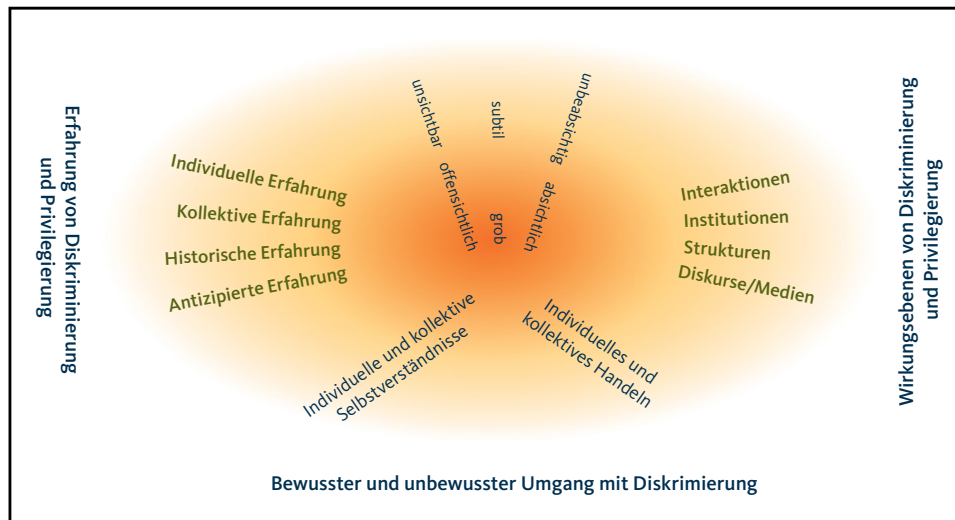 Erfahrung von Diskriminierung
und Privilegierung
Individuelle Erfahrung
Kollektive Erfahrung
Historische Erfahrung
Antizipierte Erfahrung
unsichtbar
offensichtlich
subtil
grob
unbeabsichtig
absichtlich
Interaktionen
Institutionen
Strukturen
Diskurse/Medien
Wirkungsebenen von Diskriminierung
und Privilegierung
Individuelle und kollektive
Selbstverständnisse
Individuelles und
kollektives Handeln
Bewusster und unbewusster Umgang mit Diskrimierung